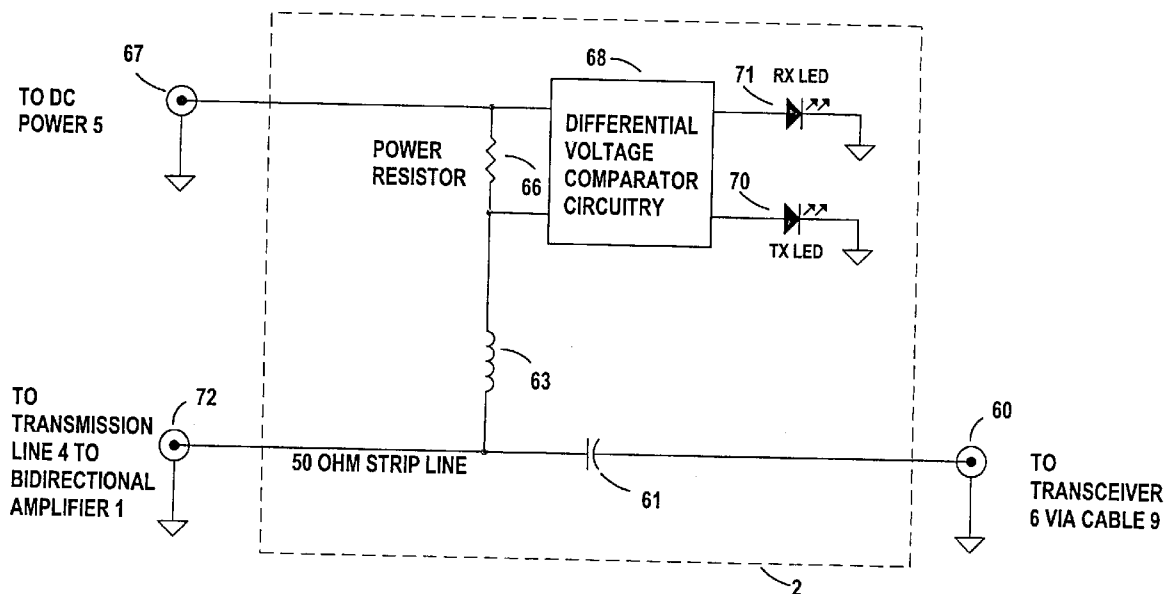 67
TO DC
POWER 5
68
DIFFERENTIAL
VOLTAGE
COMPARATOR
CIRCUITRY
71
RX LED
POWER
RESISTOR
66
70
TX LED
63
TO
TRANSMISSION
LINE 4 TO
BIDIRECTIONAL
AMPLIFIER 1
72
50 OHM STRIP LINE
61
60
TO
TRANSCEIVER
6 VIA CABLE 9
2